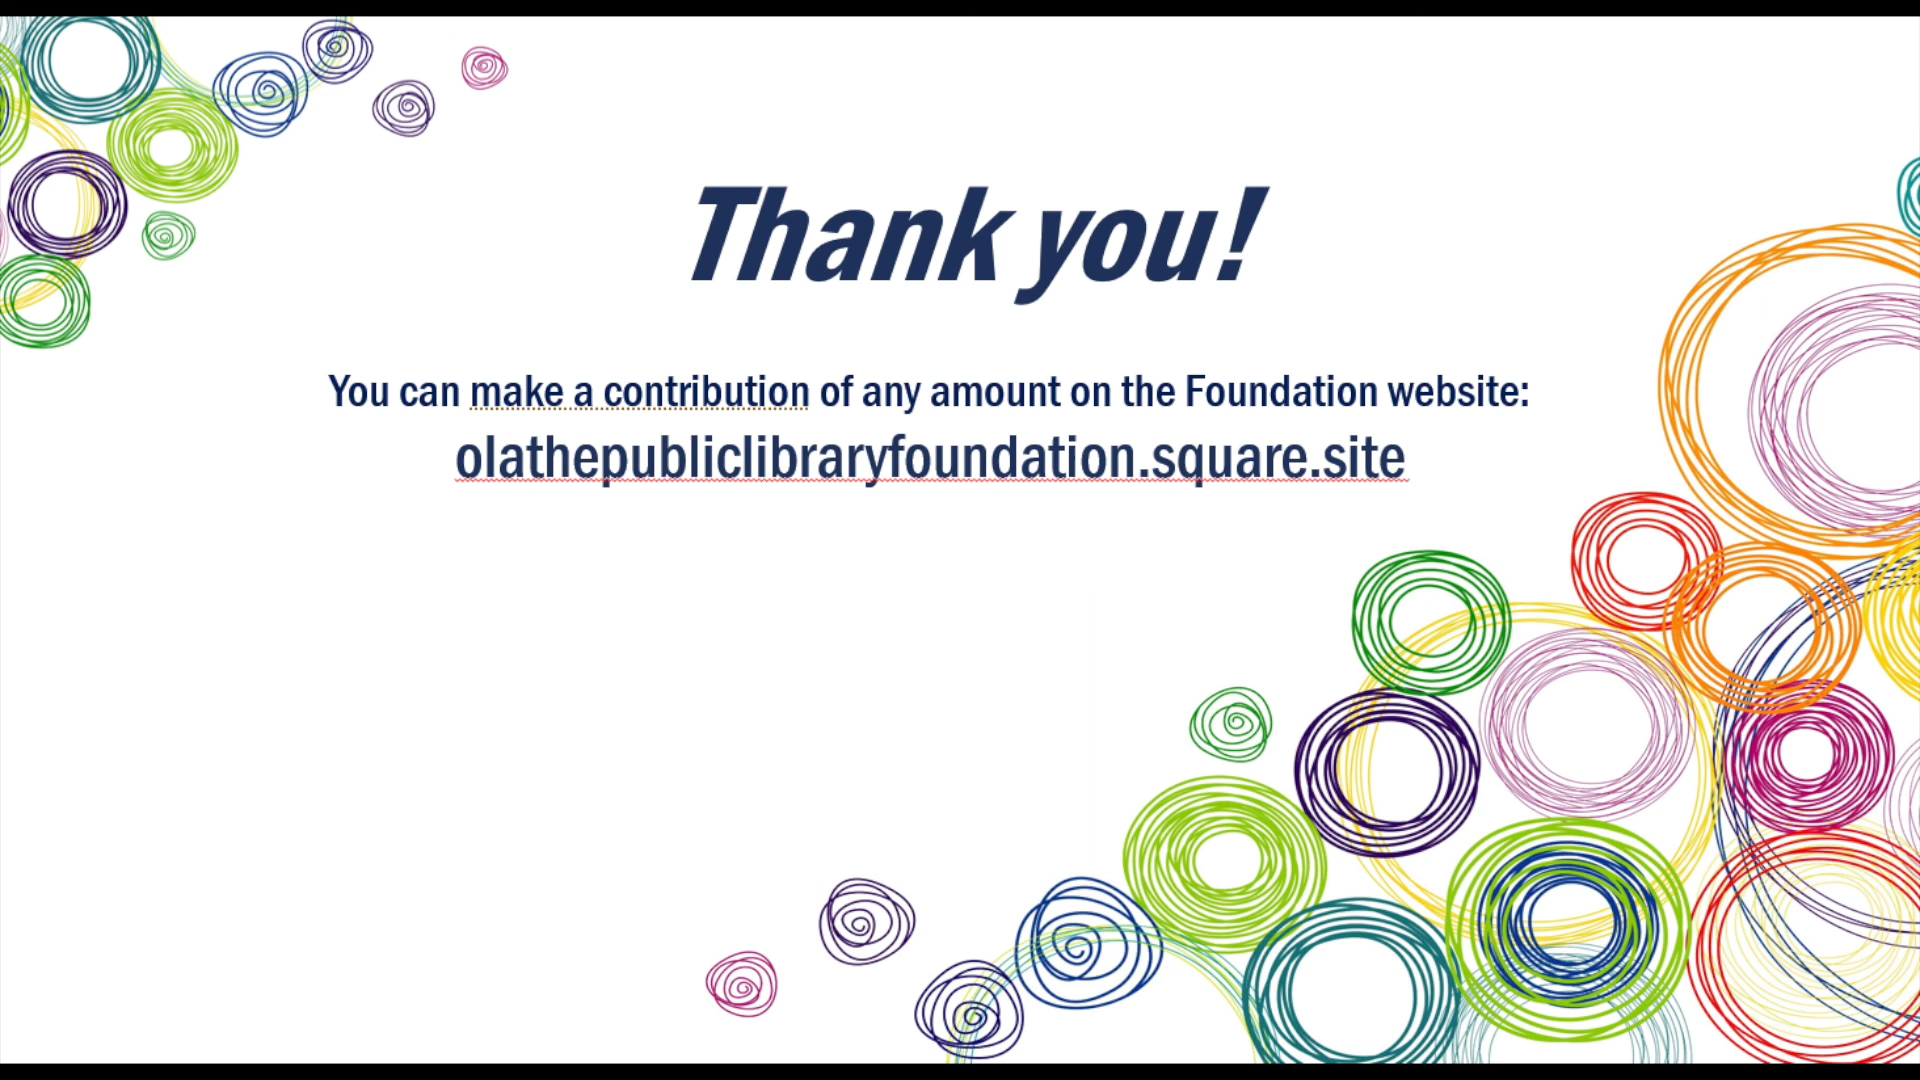 Thank you!
You can make a contribution of any amount on the Foundation website:
olathepubliclibraryfoundation.square.site